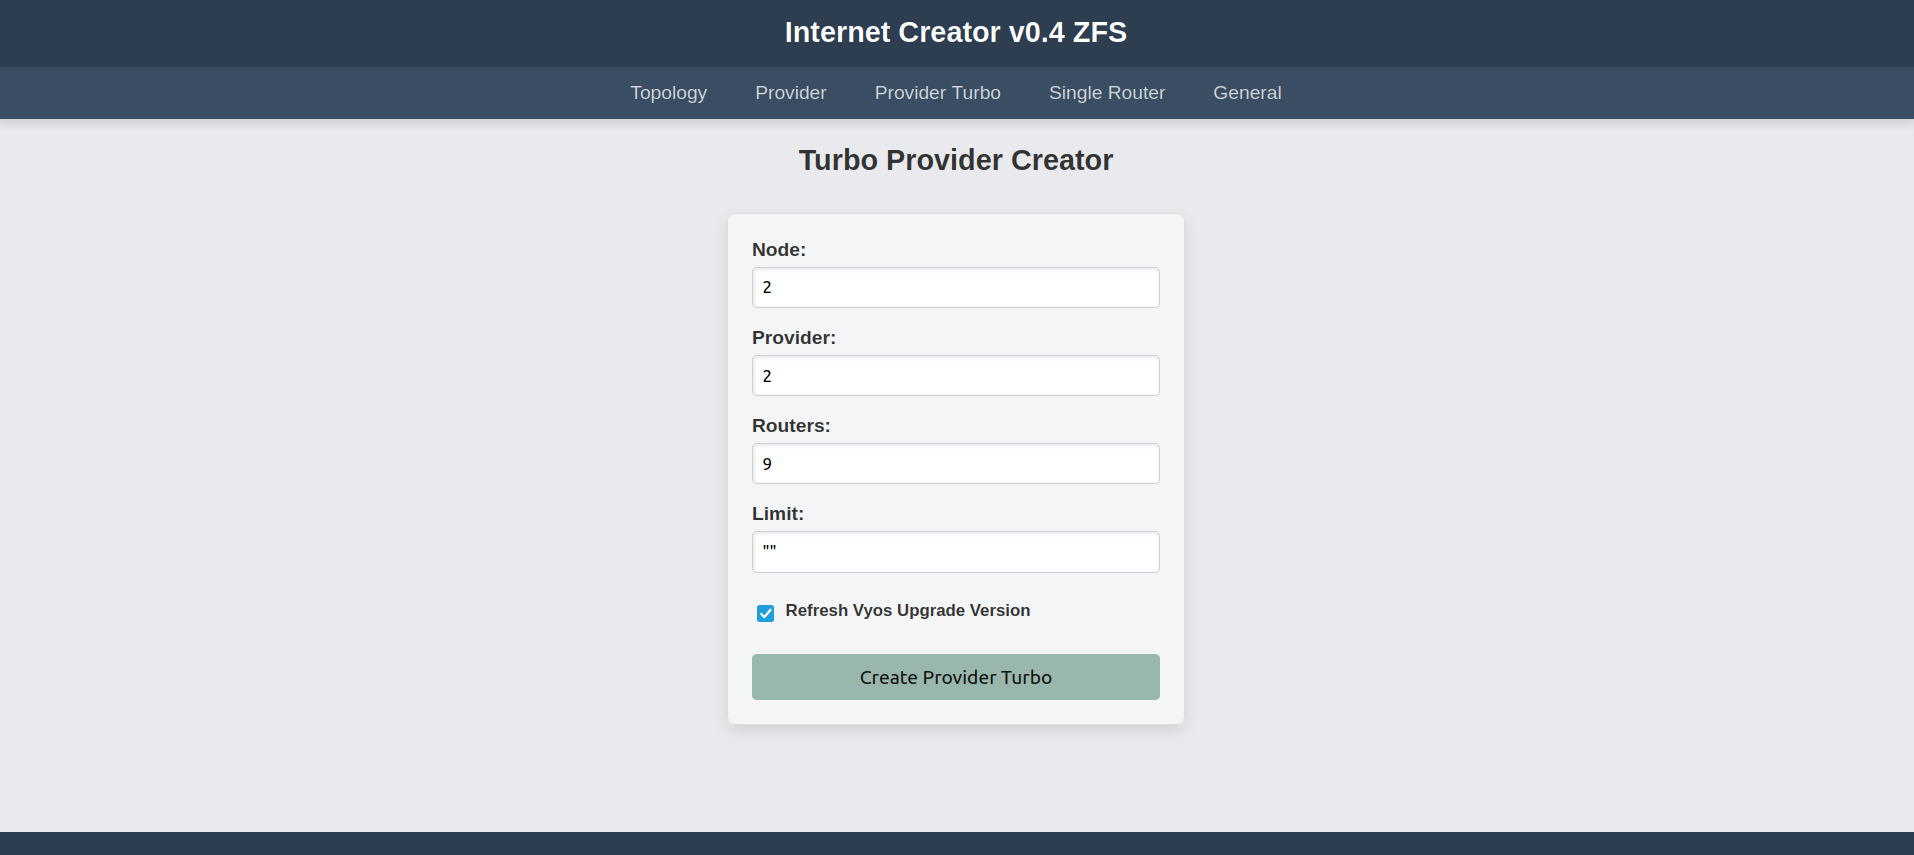 Internet Creator v0.4 ZFS
Topology Provider Provider Turbo Single Router General
Turbo Provider Creator
Node:
2
Provider:
2
Routers:
9
Limit:
""
Refresh Vyos Upgrade Version
Create Provider Turbo